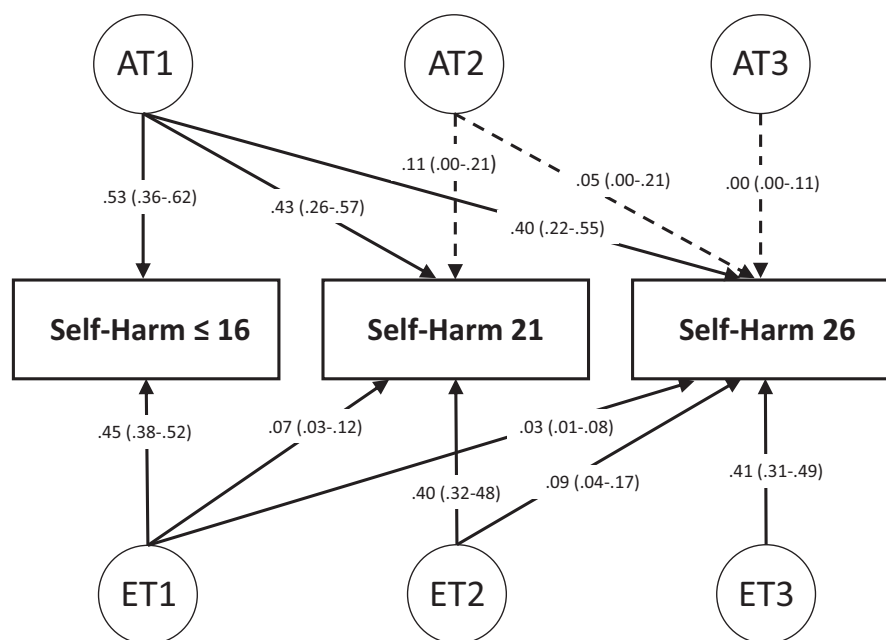 AT1
AT2
AT3
.53 (.36-.62)
.43 (.26-.57)
.11 (.00-.21)
.40 (.22-.55)
.05 (.00-.21)
.00 (.00-.11)
Self-Harm ≤ 16
Self-Harm 21
Self-Harm 26
.45 (.38-.52)
.07 (.03-.12)
.40 (.32-48)
.03 (.01-.08)
.09 (.04-.17)
.41 (.31-.49)
ET1
ET2
ET3